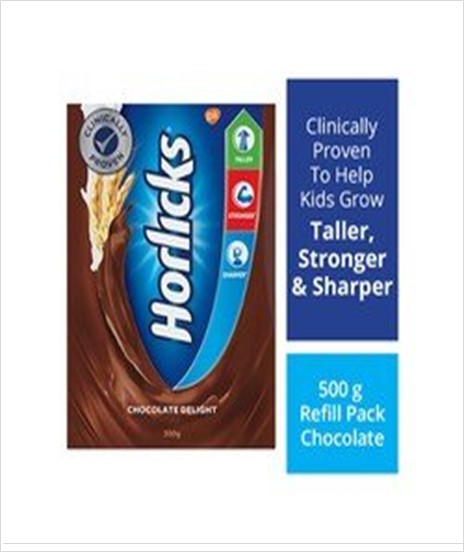 CLINICALLY
PROVEN
Horlicks
TALLER
STRONGER
SHARPER
CHOCOLATE DELIGHT
500g
Clinically
Proven
To Help
Kids Grow
Taller,
Stronger
& Sharper
500 g
Refill Pack
Chocolate